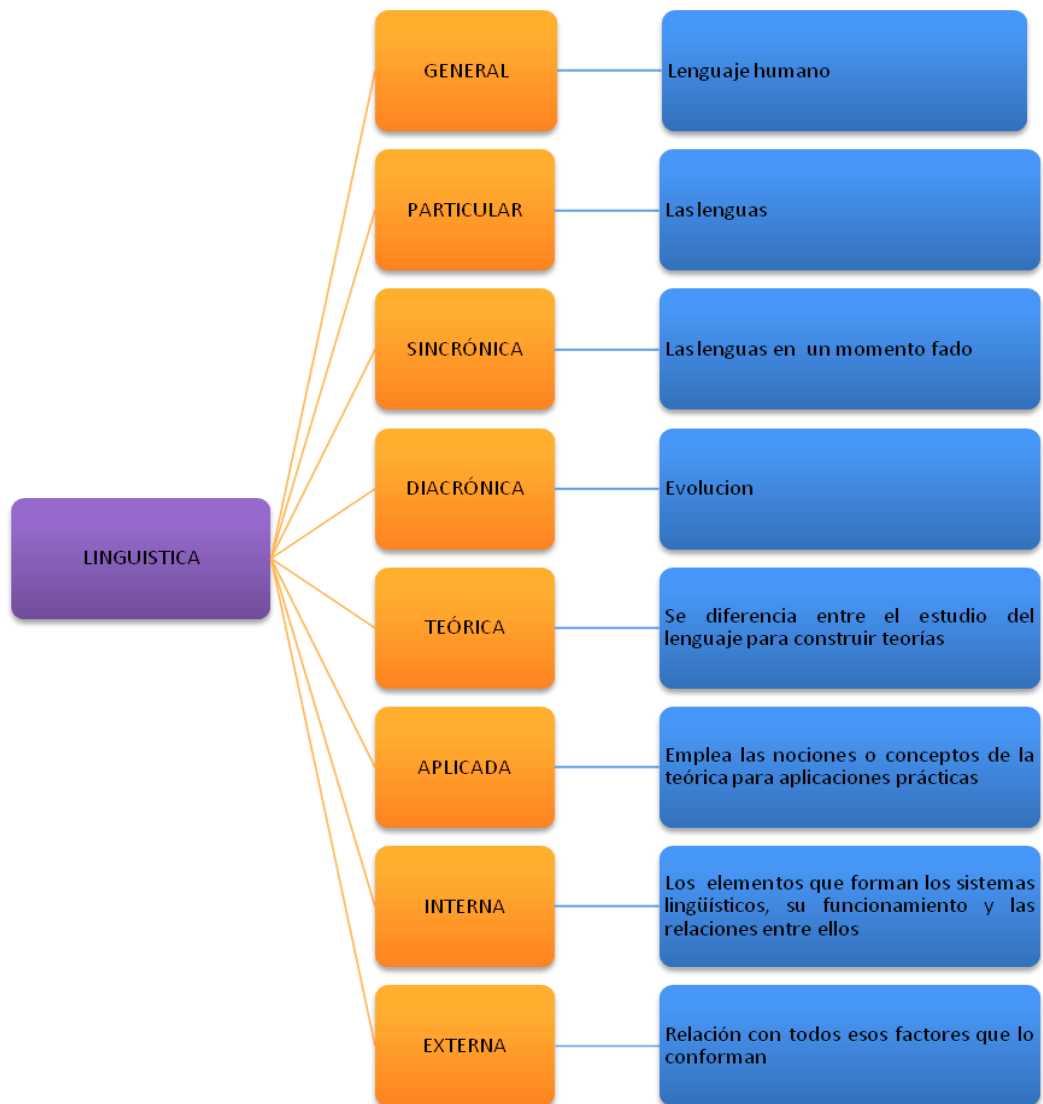 GENERAL
Lenguaje humano
PARTICULAR
Las lenguas
SINCRÓNICA
Las lenguas en un momento fado
DIACRÓNICA
Evolucion
LINGUISTICA
TEÓRICA
Se diferencia entre el estudio del
lenguaje para construir teorías
APLICADA
Emplea las nociones o conceptos de la
teórica para aplicaciones prácticas
INTERNA
Los elementos que forman los sistemas
lingüísticos, su funcionamiento y las
relaciones entre ellos
EXTERNA
Relación con todos esos factores que lo
conforman